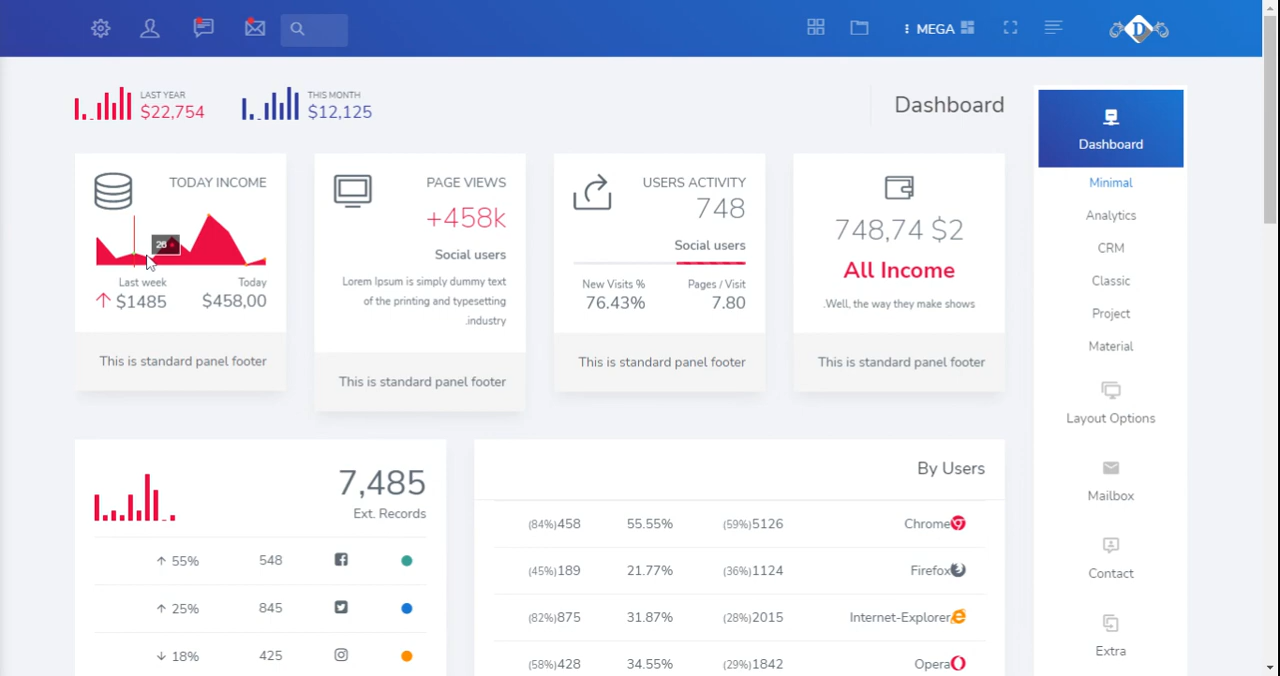 MEGA
D
LAST YEAR
$22,754
THIS MONTH
$12,125
Dashboard
TODAY INCOME
26
Last week
$1485
Today
$458,00
This is standard panel footer
PAGE VIEWS
+458k
Social users
Lorem Ipsum is simply dummy text
of the printing and typesetting
.industry
This is standard panel footer
USERS ACTIVITY
748
Social users
New Visits %
76.43%
Pages / Visit
7.80
This is standard panel footer
748,74 $2
All Income
.Well, the way they make shows
This is standard panel footer
Dashboard
Minimal
Analytics
CRM
Classic
Project
Material
Layout Options
Mailbox
Contact
Extra
7,485
Ext. Records
55% 548
25% 845
18% 425
By Users
(84%)458 55.55% (59%)5126 Chrome
(45%)189 21.77% (36%)1124 Firefox
(82%)875 31.87% (28%)2015 Internet-Explorer
(58%)428 34.55% (29%)1842 Opera